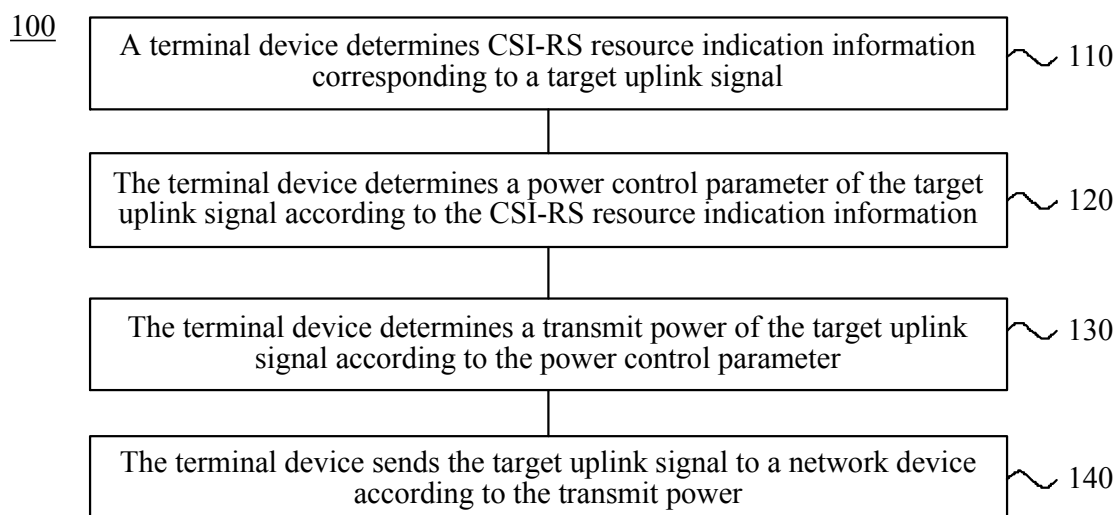 100
A terminal device determines CSI-RS resource indication information
corresponding to a target uplink signal
110
The terminal device determines a power control parameter of the target
uplink signal according to the CSI-RS resource indication information
120
The terminal device determines a transmit power of the target uplink
signal according to the power control parameter
130
The terminal device sends the target uplink signal to a network device
according to the transmit power
140